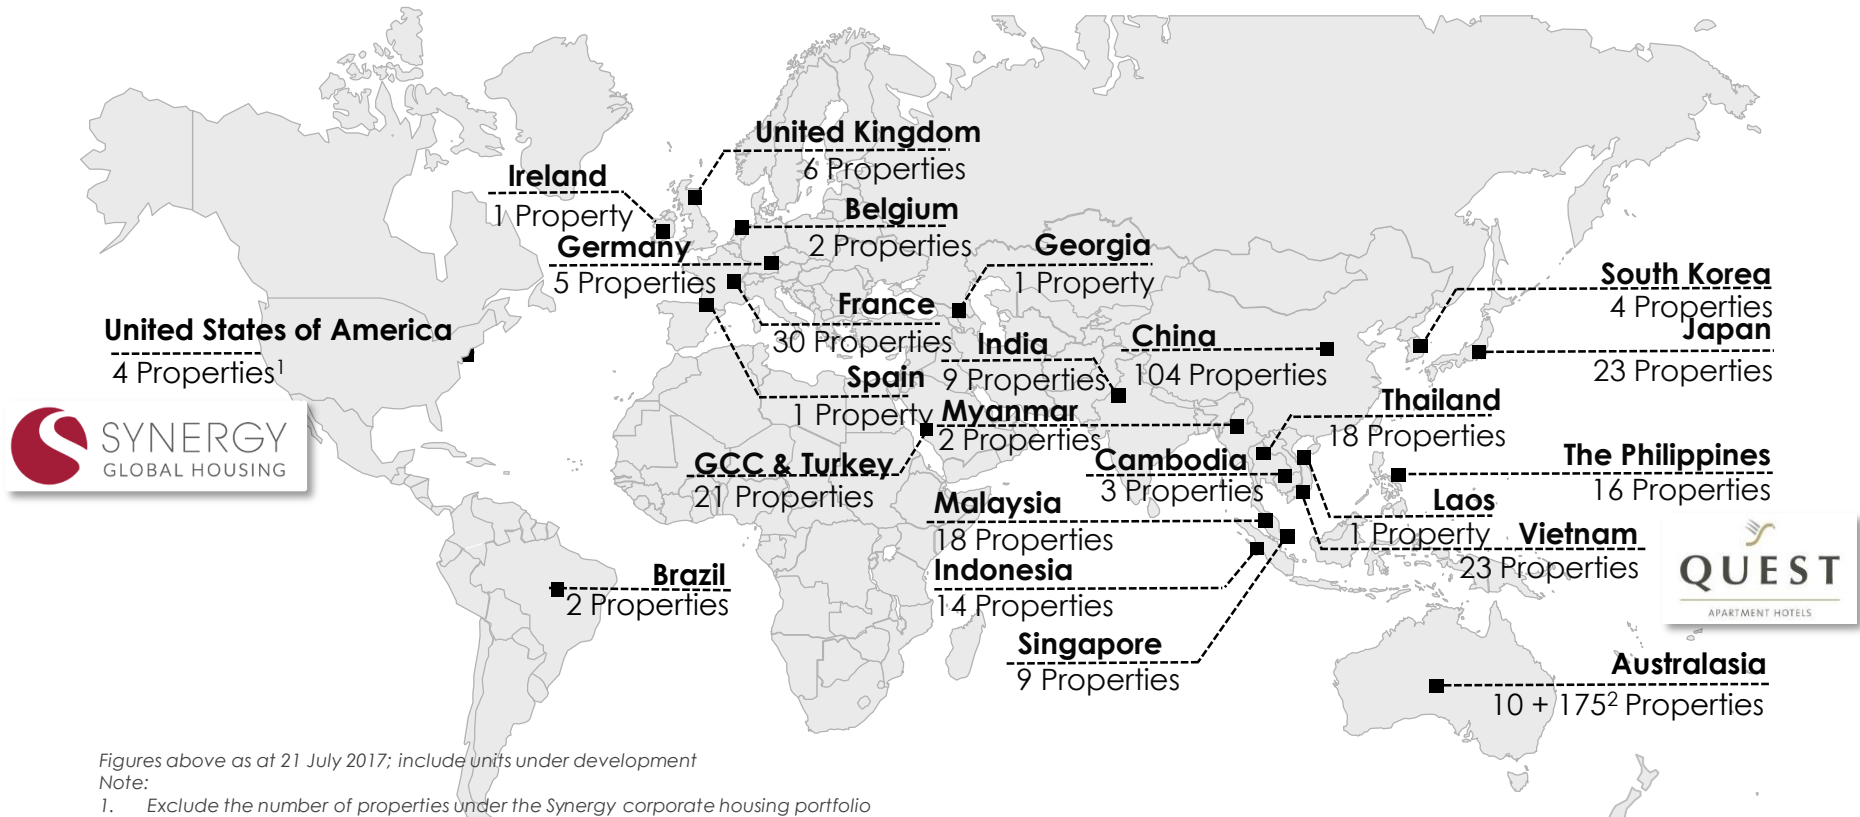 United Kingdom
6 Properties
Ireland
1 Property
Belgium
2 Properties
Germany
5 Properties
Georgia
1 Property
South Korea
4 Properties
France
30 Properties
United States of America
4 Properties¹
India
9 Properties
China
104 Properties
Japan
23 Properties
Spain
1 Property
Myanmar
2 Properties
Thailand
18 Properties
SYNERGY
GLOBAL HOUSING
GCC & Turkey
21 Properties
Cambodia
3 Properties
The Philippines
16 Properties
Malaysia
18 Properties
Laos
1 Property
Vietnam
23 Properties
QUEST
APARTMENT HOTELS
Indonesia
14 Properties
Brazil
2 Properties
Singapore
9 Properties
Australasia
10 + 175² Properties
Figures above as at 21 July 2017; include units under development
Note:
1. Exclude the number of properties under the Synergy corporate housing portfolio